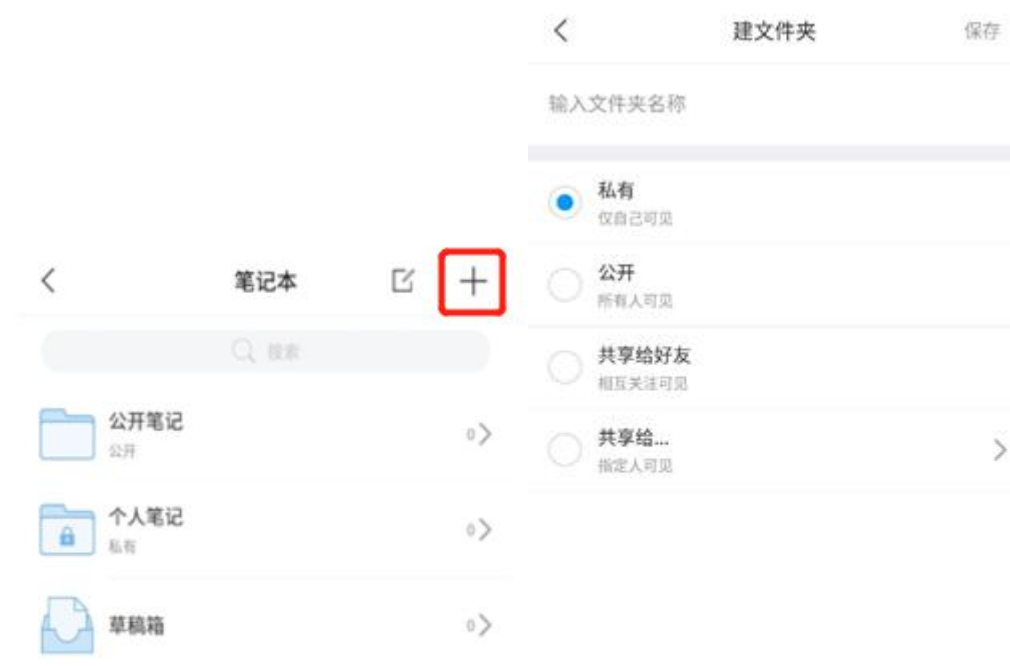 笔记本
搜索
公开笔记
公开
0
个人笔记
私有
0
草稿箱
0
建文件夹
保存
输入文件夹名称
私有
仅自己可见
公开
所有人可见
共享给好友
相互关注可见
共享给...
指定人可见